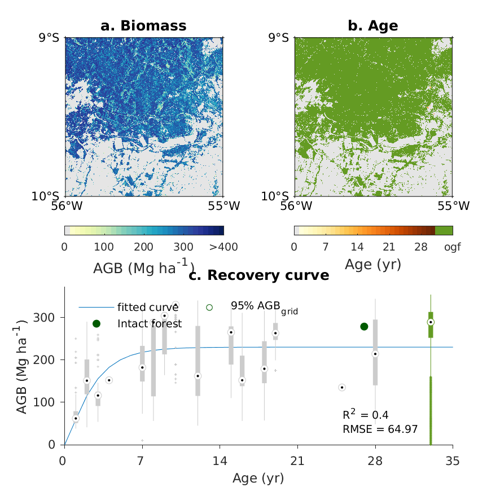 a. Biomass
b. Age
9°S
9°S
10°S
10°S
56°W
55°W
56°W
55°W
0 100 200 300 >400
AGB (Mg ha-1)
0 7 14 21 28 ogf
Age (yr)
c. Recovery curve
fitted curve
95% AGBgrid
Intact forest
300
200
100
0
AGB (Mg ha-1)
R2 = 0.4
RMSE = 64.97
0 7 14 21 28 35
Age (yr)